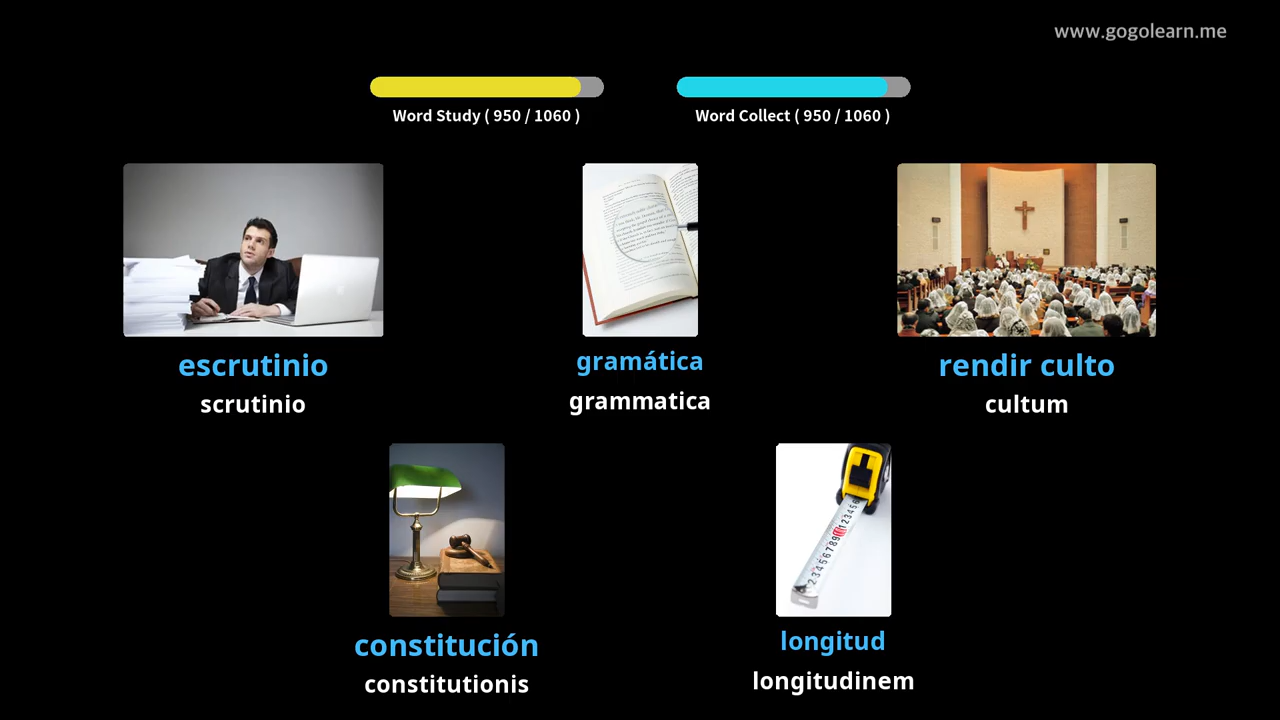 www.gogolearn.me
Word Study ( 950 / 1060 )
Word Collect ( 950 / 1060 )
escrutinio
scrutinio
gramática
grammatica
rendir culto
cultum
constitución
constitutionis
longitud
longitudinem